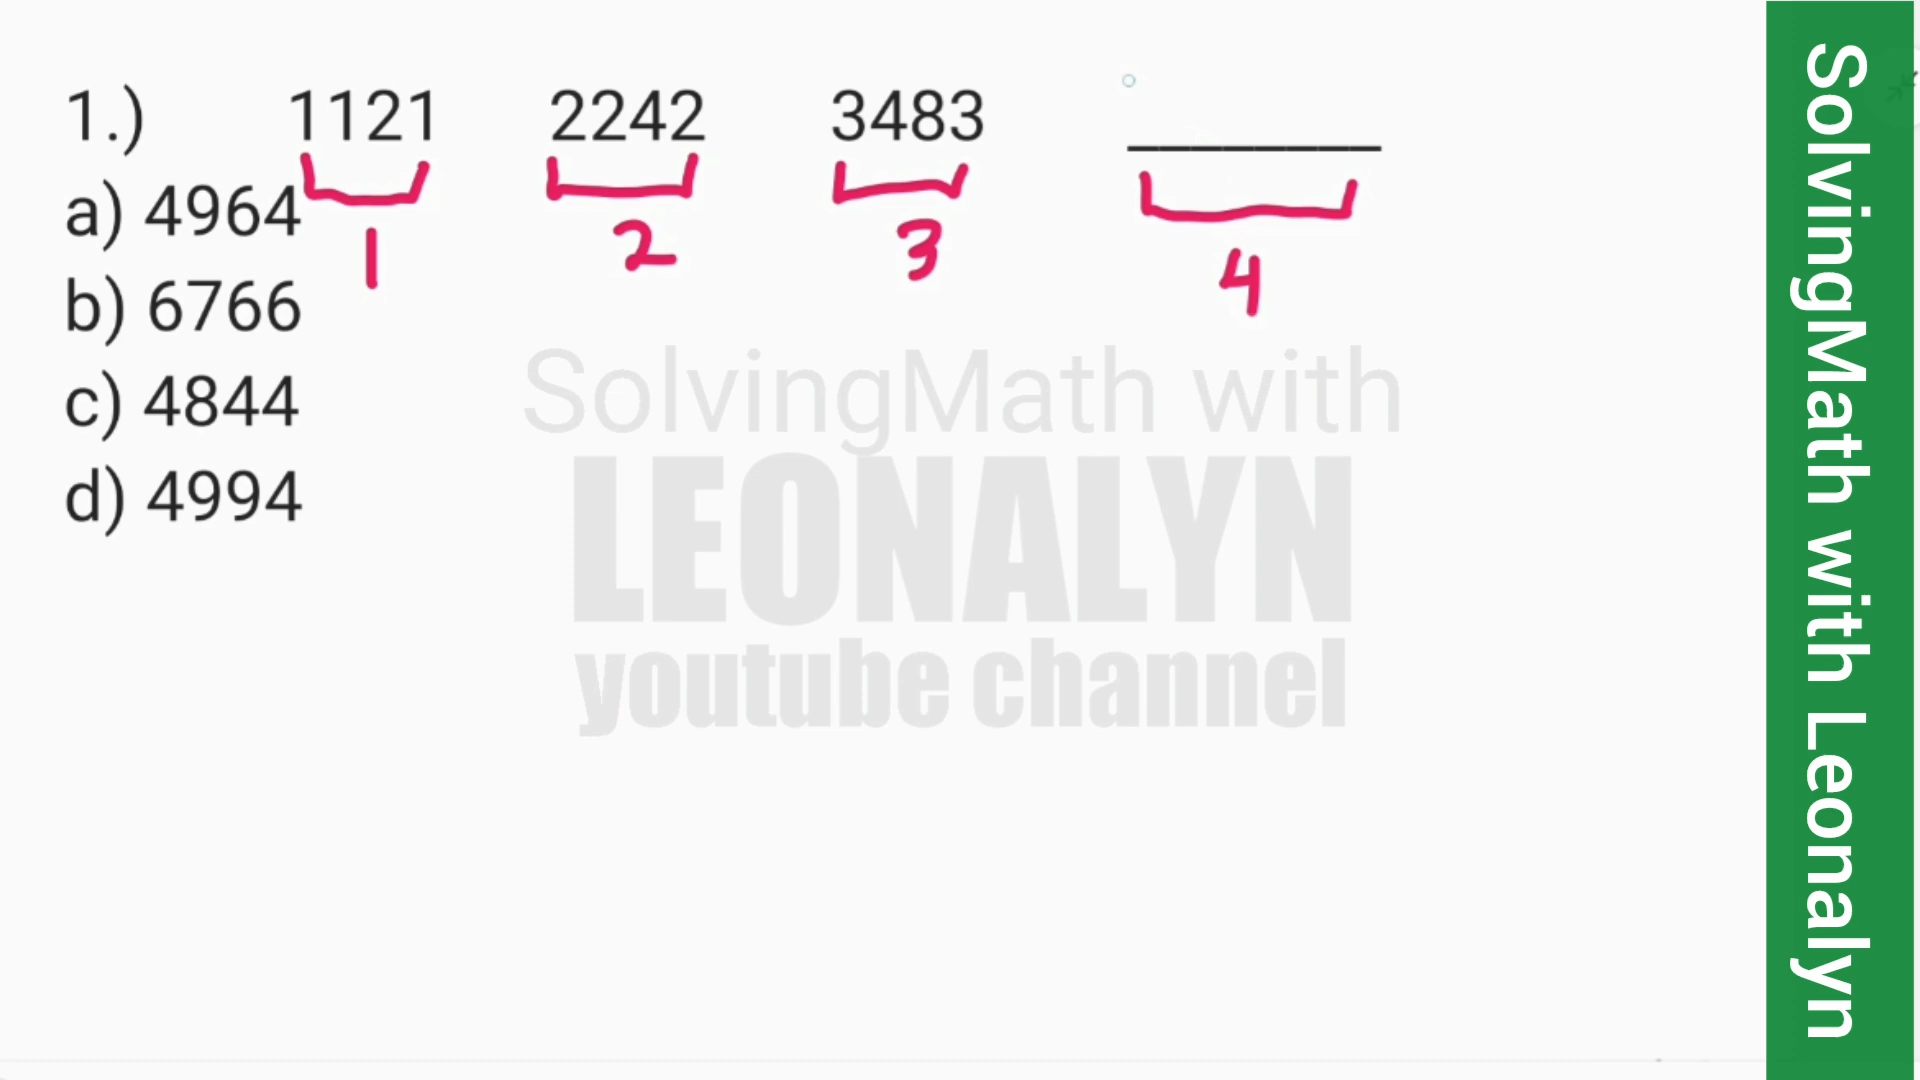 1.) 1121 2242 3483 ________
1 2 3 4
a) 4964
b) 6766
c) 4844
d) 4994
SolvingMath with
LEONALYN
youtube channel
SolvingMath with Leonalyn